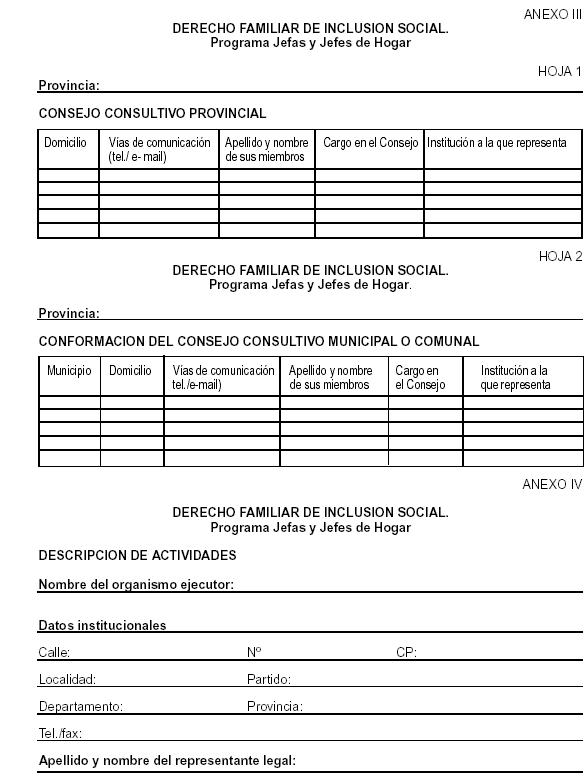 ANEXO III
DERECHO FAMILIAR DE INCLUSION SOCIAL.
Programa Jefas y Jefes de Hogar
HOJA 1
Provincia:
CONSEJO CONSULTIVO PROVINCIAL
Domicilio Vías de comunicación Apellido y nombre Cargo en el Consejo Institución a la que representa
(tel./ e- mail) de sus miembros
HOJA 2
DERECHO FAMILIAR DE INCLUSION SOCIAL.
Programa Jefas y Jefes de Hogar.
Provincia:
CONFORMACION DEL CONSEJO CONSULTIVO MUNICIPAL O COMUNAL
Municipio Domicilio Vías de comunicación Apellido y nombre Cargo en Institución a la
tel./e-mail) de sus miembros el Consejo que representa
ANEXO IV
DERECHO FAMILIAR DE INCLUSION SOCIAL.
Programa Jefas y Jefes de Hogar
DESCRIPCION DE ACTIVIDADES
Nombre del organismo ejecutor:
Datos institucionales
Calle: Nº CP:
Localidad: Partido:
Departamento: Provincia:
Tel./fax:
Apellido y nombre del representante legal: